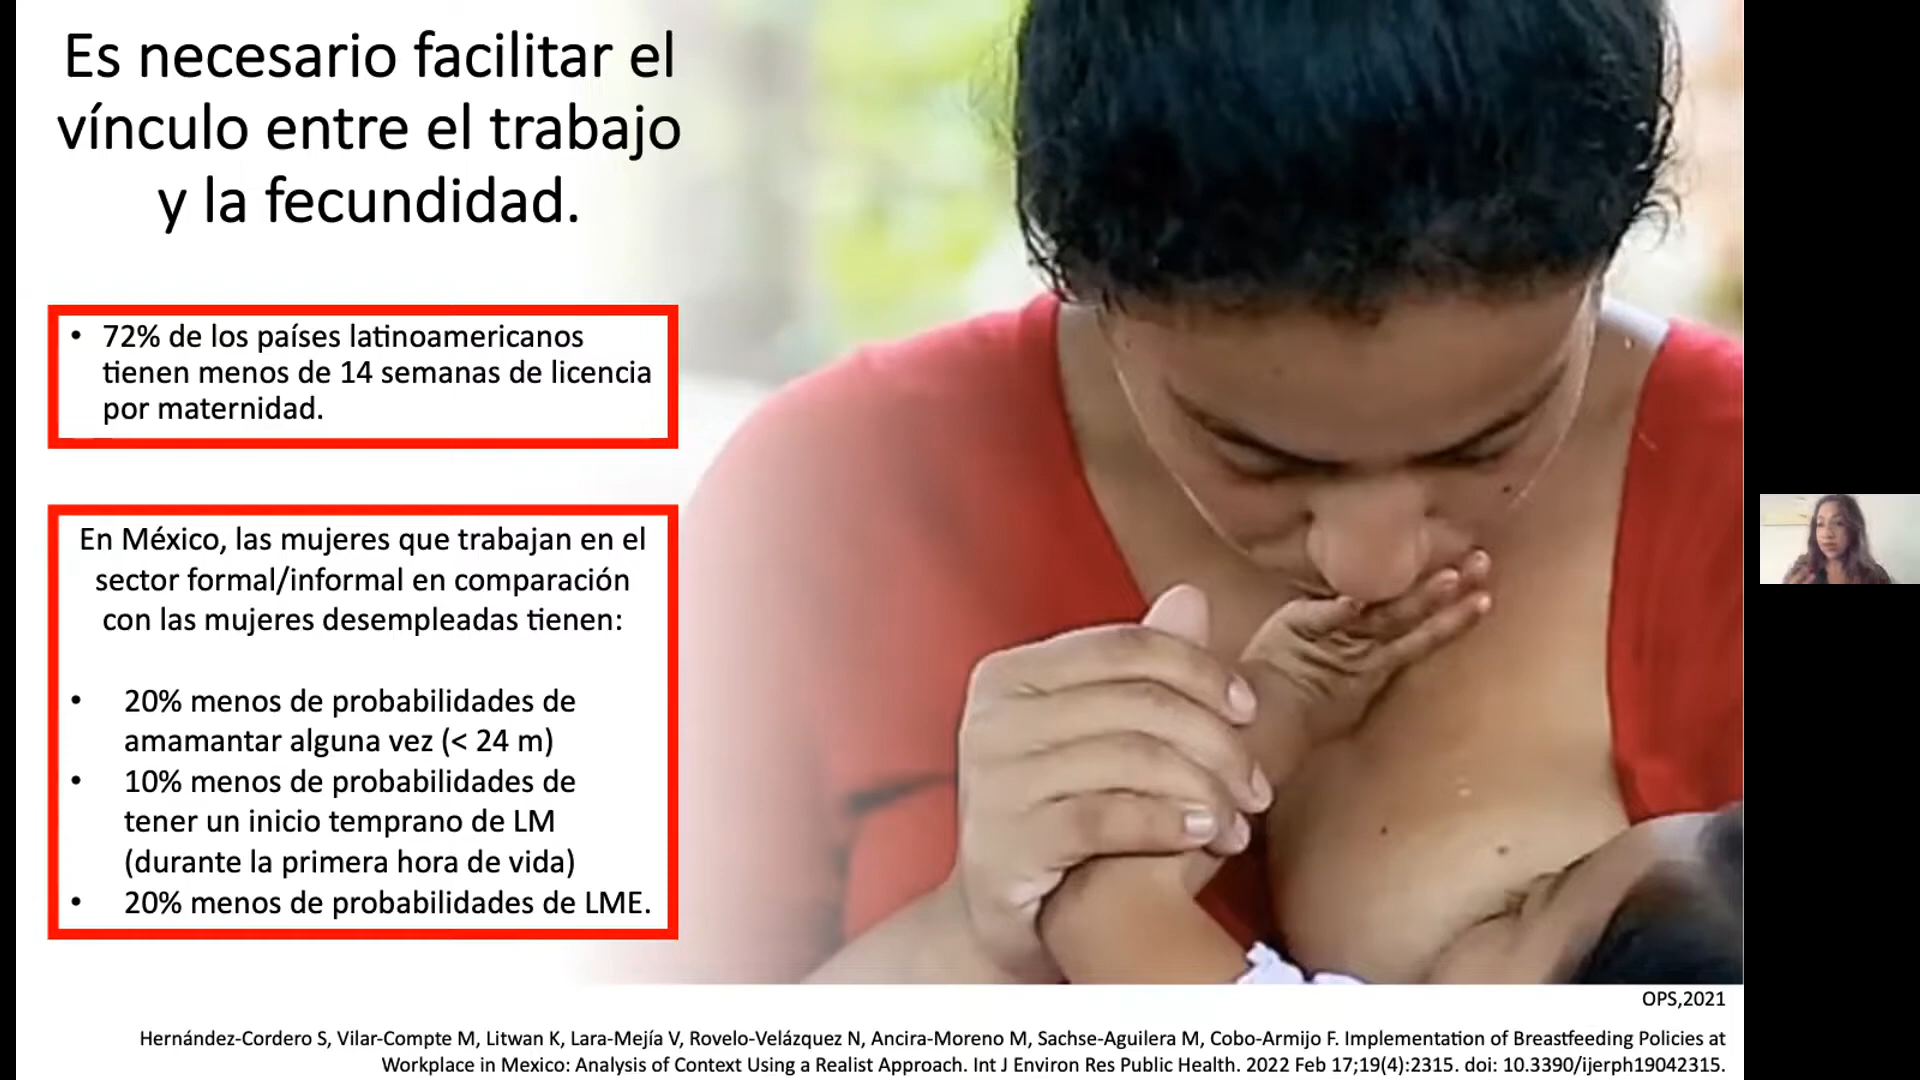 Es necesario facilitar el
vínculo entre el trabajo
y la fecundidad.
• 72% de los países latinoamericanos
tienen menos de 14 semanas de licencia
por maternidad.
En México, las mujeres que trabajan en el
sector formal/informal en comparación
con las mujeres desempleadas tienen:
• 20% menos de probabilidades de
amamantar alguna vez (< 24 m)
• 10% menos de probabilidades de
tener un inicio temprano de LM
(durante la primera hora de vida)
• 20% menos de probabilidades de LME.
OPS,2021
Hernández-Cordero S, Vilar-Compte M, Litwan K, Lara-Mejía V, Rovelo-Velázquez N, Ancira-Moreno M, Sachse-Aguilera M, Cobo-Armijo F. Implementation of Breastfeeding Policies at
Workplace in Mexico: Analysis of Context Using a Realist Approach. Int J Environ Res Public Health. 2022 Feb 17;19(4):2315. doi: 10.3390/ijerph19042315.